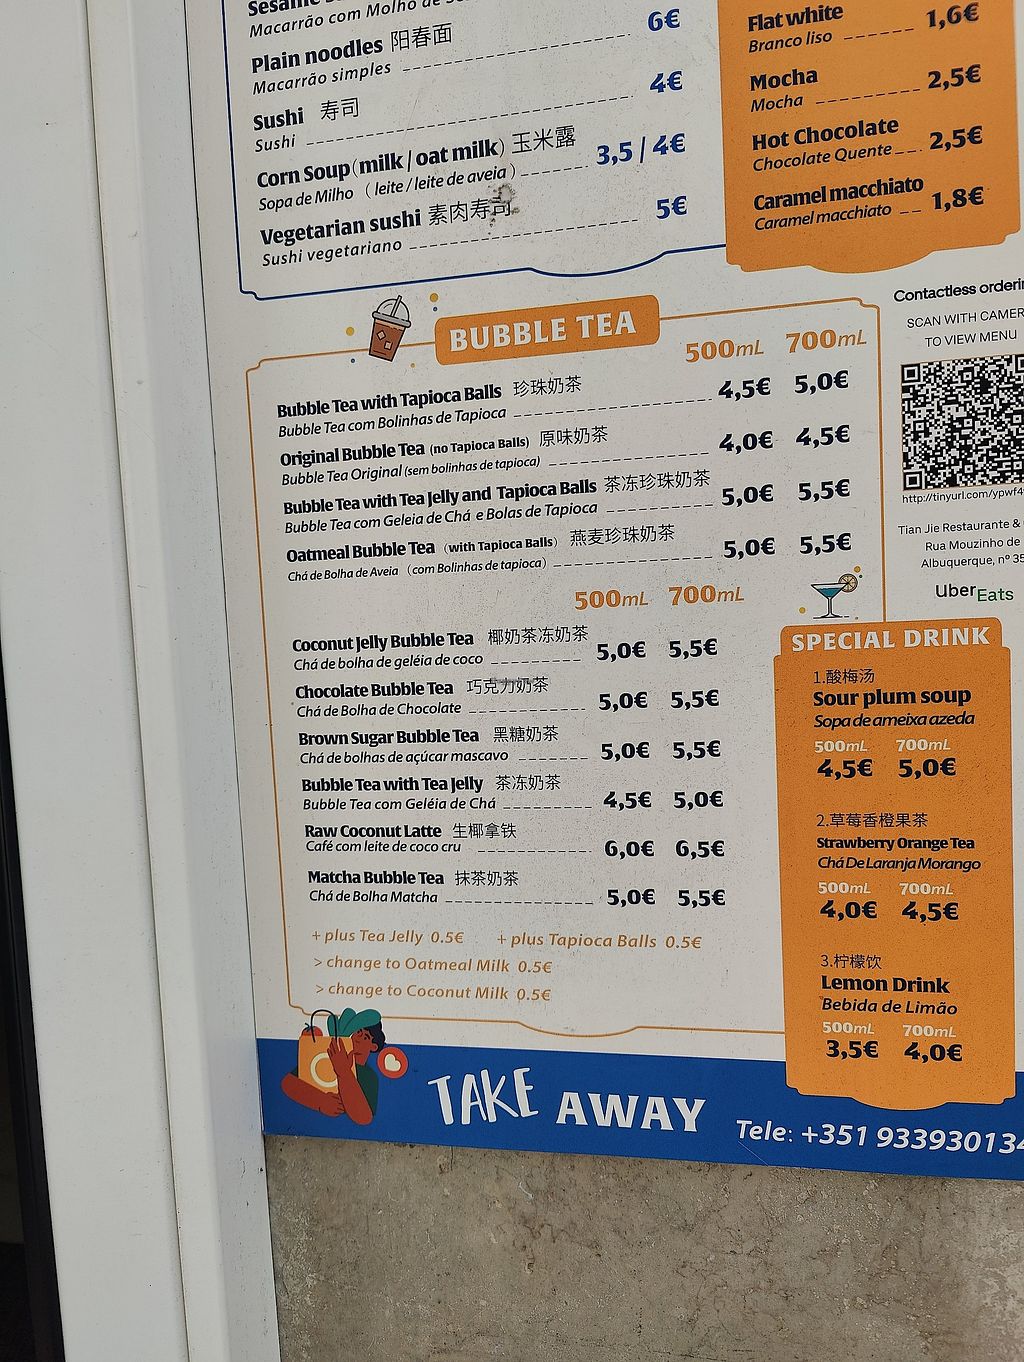 Sesame
Macarrão com Molho de
6€
Plain noodles 阳春面
Macarrão simples
4€
Sushi 寿司
Sushi
Corn Soup(milk / oat milk) 玉米露 3,5 / 4€
Sopa de Milho ( leite / leite de aveia )
Vegetarian sushi 素肉寿司 5€
Sushi vegetariano
Flat white 1,6€
Branco liso
Mocha 2,5€
Mocha
Hot Chocolate 2,5€
Chocolate Quente
Caramel macchiato 1,8€
Caramel macchiato
BUBBLE TEA
500mL 700mL
Bubble Tea with Tapioca Balls 珍珠奶茶 4,5€ 5,0€
Bubble Tea com Bolinhas de Tapioca
Original Bubble Tea (no Tapioca Balls) 原味奶茶 4,0€ 4,5€
Bubble Tea Original (sem bolinhas de tapioca)
Bubble Tea with Tea Jelly and Tapioca Balls 茶冻珍珠奶茶 5,0€ 5,5€
Bubble Tea com Geleia de Chá e Bolas de Tapioca
Oatmeal Bubble Tea (with Tapioca Balls) 燕麦珍珠奶茶 5,0€ 5,5€
Chá de Bolha de Aveia (com Bolinhas de tapioca)
500mL 700mL
Coconut Jelly Bubble Tea 椰奶茶冻奶茶 5,0€ 5,5€
Chá de bolha de geléia de coco
Chocolate Bubble Tea 巧克力奶茶 5,0€ 5,5€
Chá de Bolha de Chocolate
Brown Sugar Bubble Tea 黑糖奶茶 5,0€ 5,5€
Chá de bolhas de açúcar mascavo
Bubble Tea with Tea Jelly 茶冻奶茶 4,5€ 5,0€
Bubble Tea com Geléia de Chá
Raw Coconut Latte 生椰拿铁 6,0€ 6,5€
Café com leite de coco cru
Matcha Bubble Tea 抹茶奶茶 5,0€ 5,5€
Chá de Bolha Matcha
+ plus Tea Jelly 0.5€ + plus Tapioca Balls 0.5€
> change to Oatmeal Milk 0.5€
> change to Coconut Milk 0.5€
Contactless
SCAN WITH
TO VIEW MENU
http://tinyurl.com/ypwf4
Tian Jie Restaurante &
Rua Mouzinho de
Albuquerque, nº 35
Uber Eats
SPECIAL DRINK
1.酸梅汤
Sour plum soup
Sopa de ameixa azeda
500mL 700mL
4,5€ 5,0€
2.草莓香橙果茶
Strawberry Orange Tea
Chá De Laranja Morango
500mL 700mL
4,0€ 4,5€
3.柠檬饮
Lemon Drink
Bebida de Limão
500mL 700mL
3,5€ 4,0€
TAKE AWAY
Tele: +351 93393013